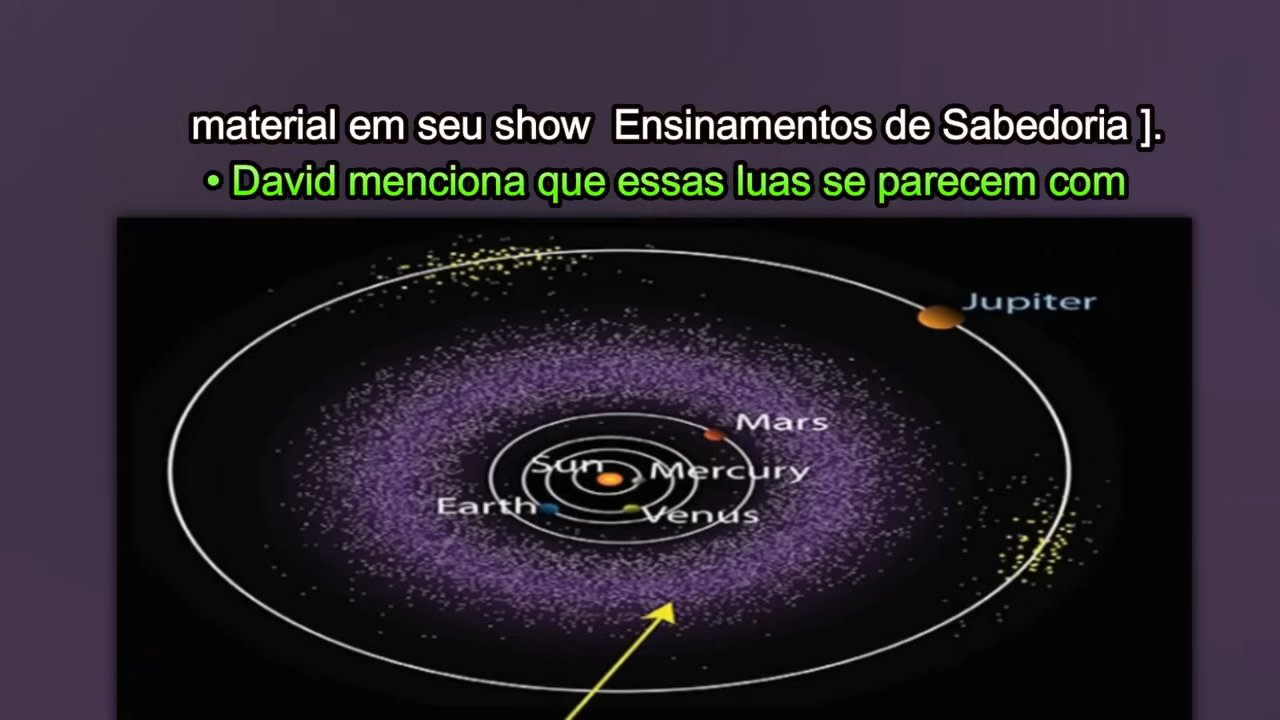 material em seu show  Ensinamentos de Sabedoria ].
• David menciona que essas luas se parecem com
Jupiter
Mars
Sun
Mercury
Earth
Venus